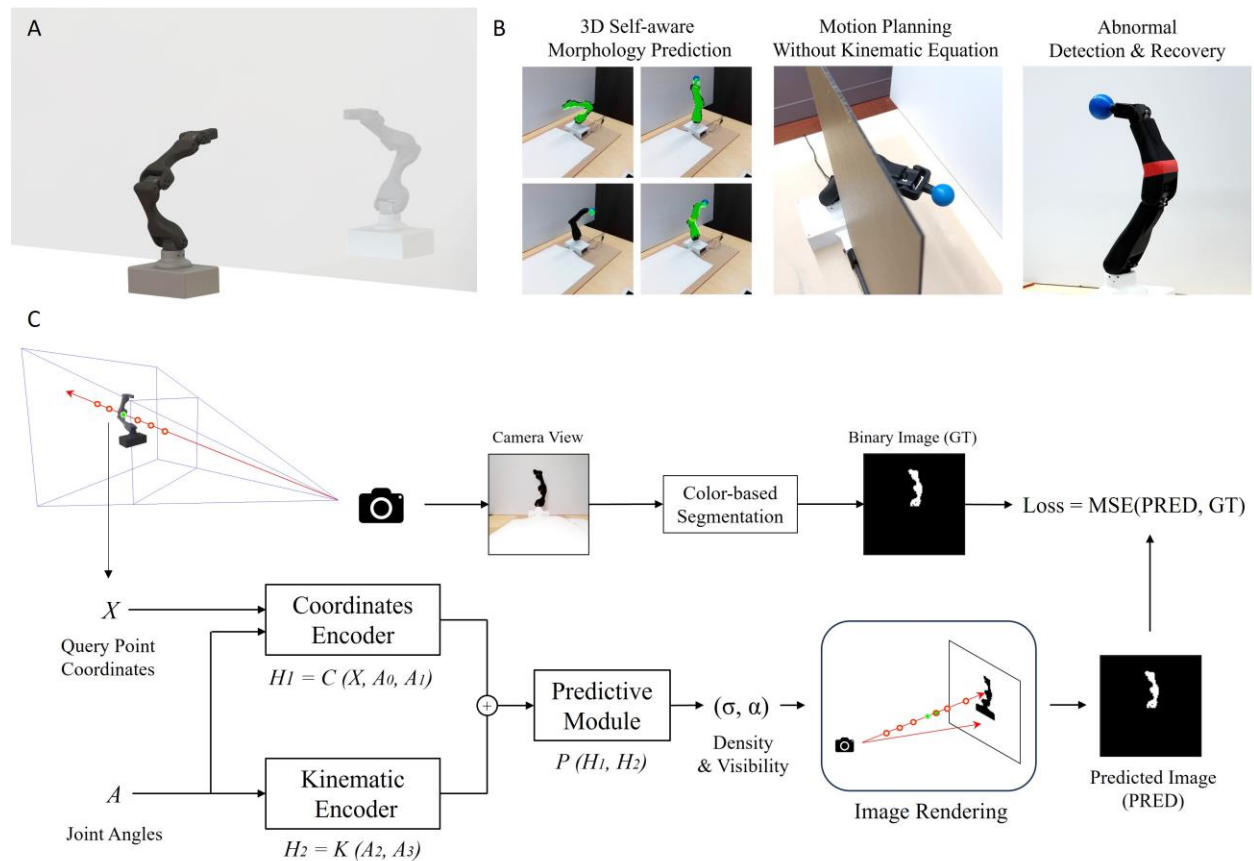 A
B
3D Self-aware
Morphology Prediction
Motion Planning
Without Kinematic Equation
Abnormal
Detection & Recovery
C
Camera View
Binary Image (GT)
Color-based
Segmentation
Loss = MSE(PRED, GT)
X
Query Point
Coordinates
Coordinates
Encoder
H1 = C (X, A₀, A₁)
+
Predictive
Module
P (H₁, H₂)
(σ, α)
Density
& Visibility
Image Rendering
Predicted Image
(PRED)
A
Joint Angles
Kinematic
Encoder
H₂ = K (A₂, A₃)